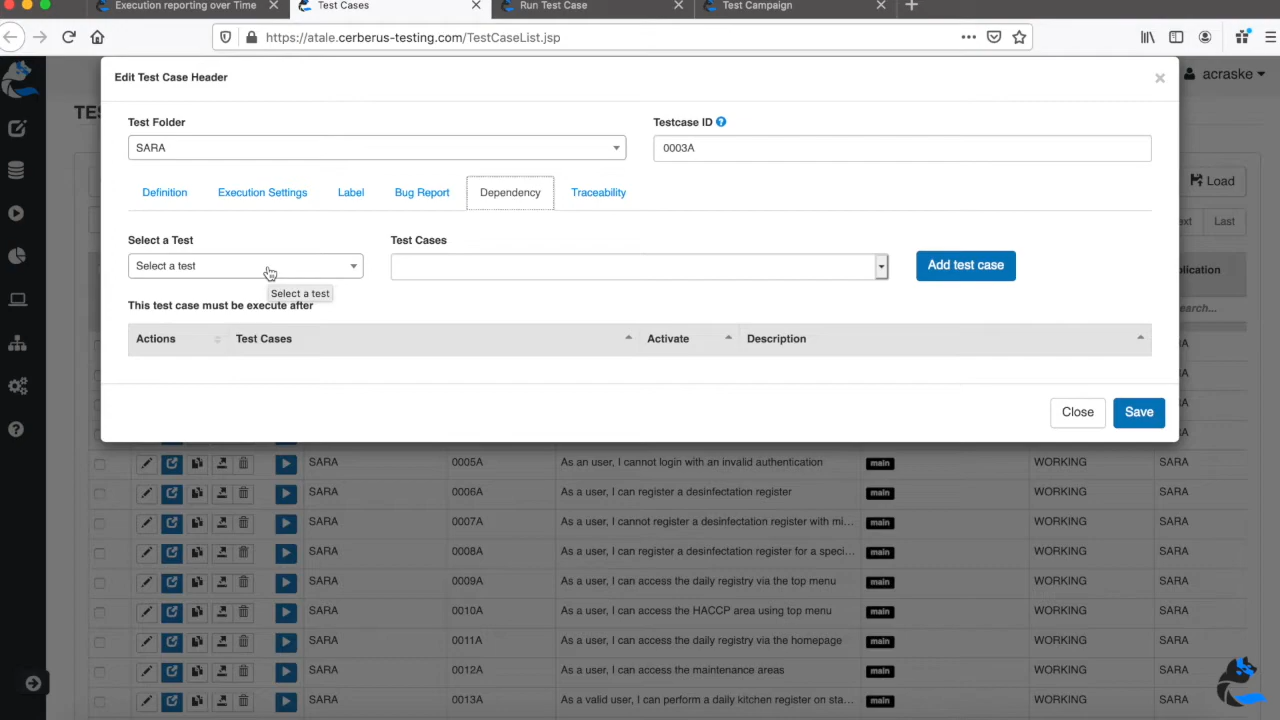 Execution reporting over Time
Test Cases
Run Test Case
Test Campaign
https://atale.cerberus-testing.com/TestCaseList.jsp
Edit Test Case Header
acraske
TES
Test Folder
Testcase ID
SARA
0003A
Definition
Execution Settings
Label
Bug Report
Dependency
Traceability
Load
ext
Last
Select a Test
Test Cases
Select a test
Add test case
plication
Select a test
This test case must be execute after
earch...
Actions
Test Cases
Activate
Description
A
A
A
A
Close
Save
SARA 0005A As an user, I cannot login with an invalid authentication main WORKING SARA
SARA 0006A As a user, I can register a desinfectation register main WORKING SARA
SARA 0007A As a user, I cannot register a desinfectation register with mi... main WORKING SARA
SARA 0008A As a user, I can register a desinfectation register for a speci... main WORKING SARA
SARA 0009A As a user, I can access the daily registry via the top menu main WORKING SARA
SARA 0010A As a user, I can access the HACCP area using top menu main WORKING SARA
SARA 0011A As a user, I can access the daily registry via the homepage main WORKING SARA
SARA 0012A As a user, I can access the maintenance areas main WORKING SARA
SARA 0013A As a valid user, I can perform a daily kitchen register on sta... main WORKING SARA